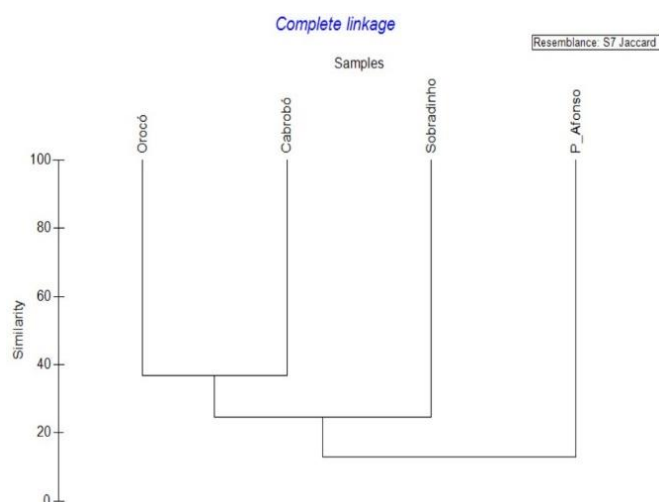 Complete linkage
Resemblance: S7 Jaccard
Samples
Orocó
Cabrobó
Sobradinho
P_Afonso
100
80
60
40
20
0
Similarity